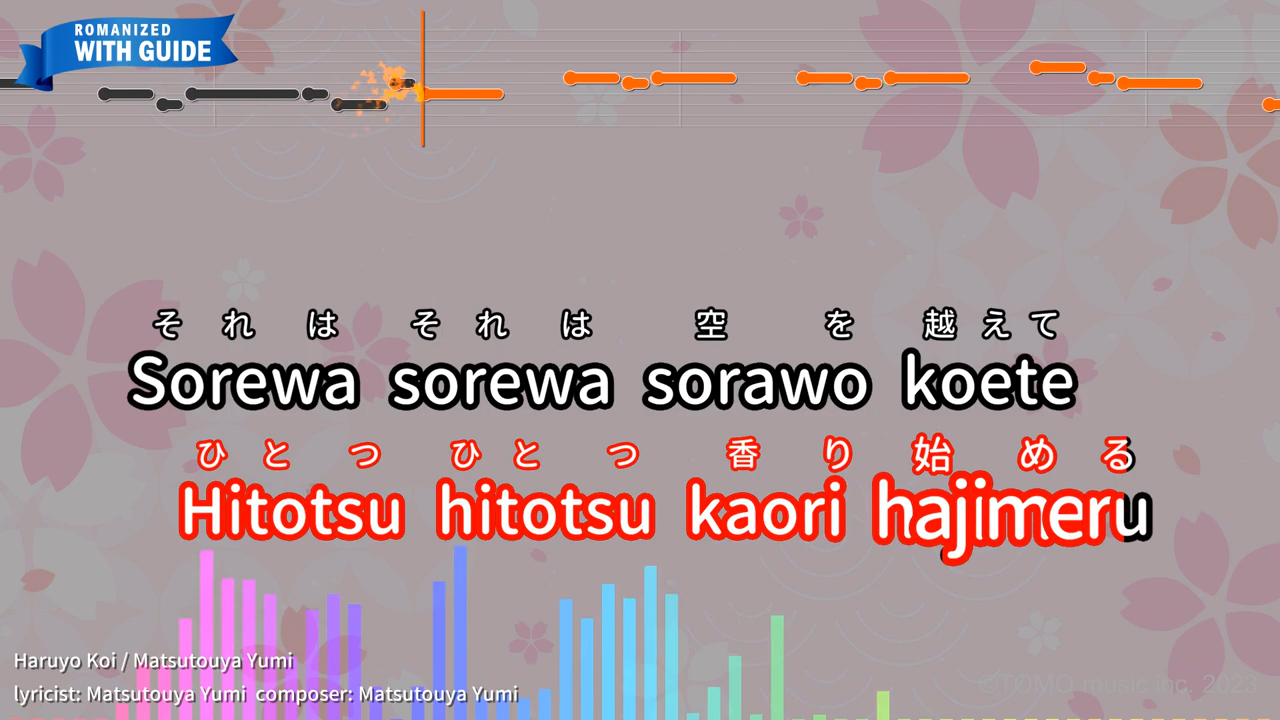 ROMANIZED
WITH GUIDE
それは それは 空を 越えて
Sorewa sorewa sorawo koete
ひとつ ひとつ 香り 始める
Hitotsu hitotsu kaori hajimeru
Haruyo Koi / Matsutouya Yumi
lyricist: Matsutouya Yumi composer: Matsutouya Yumi
©TOMO music inc. 2023